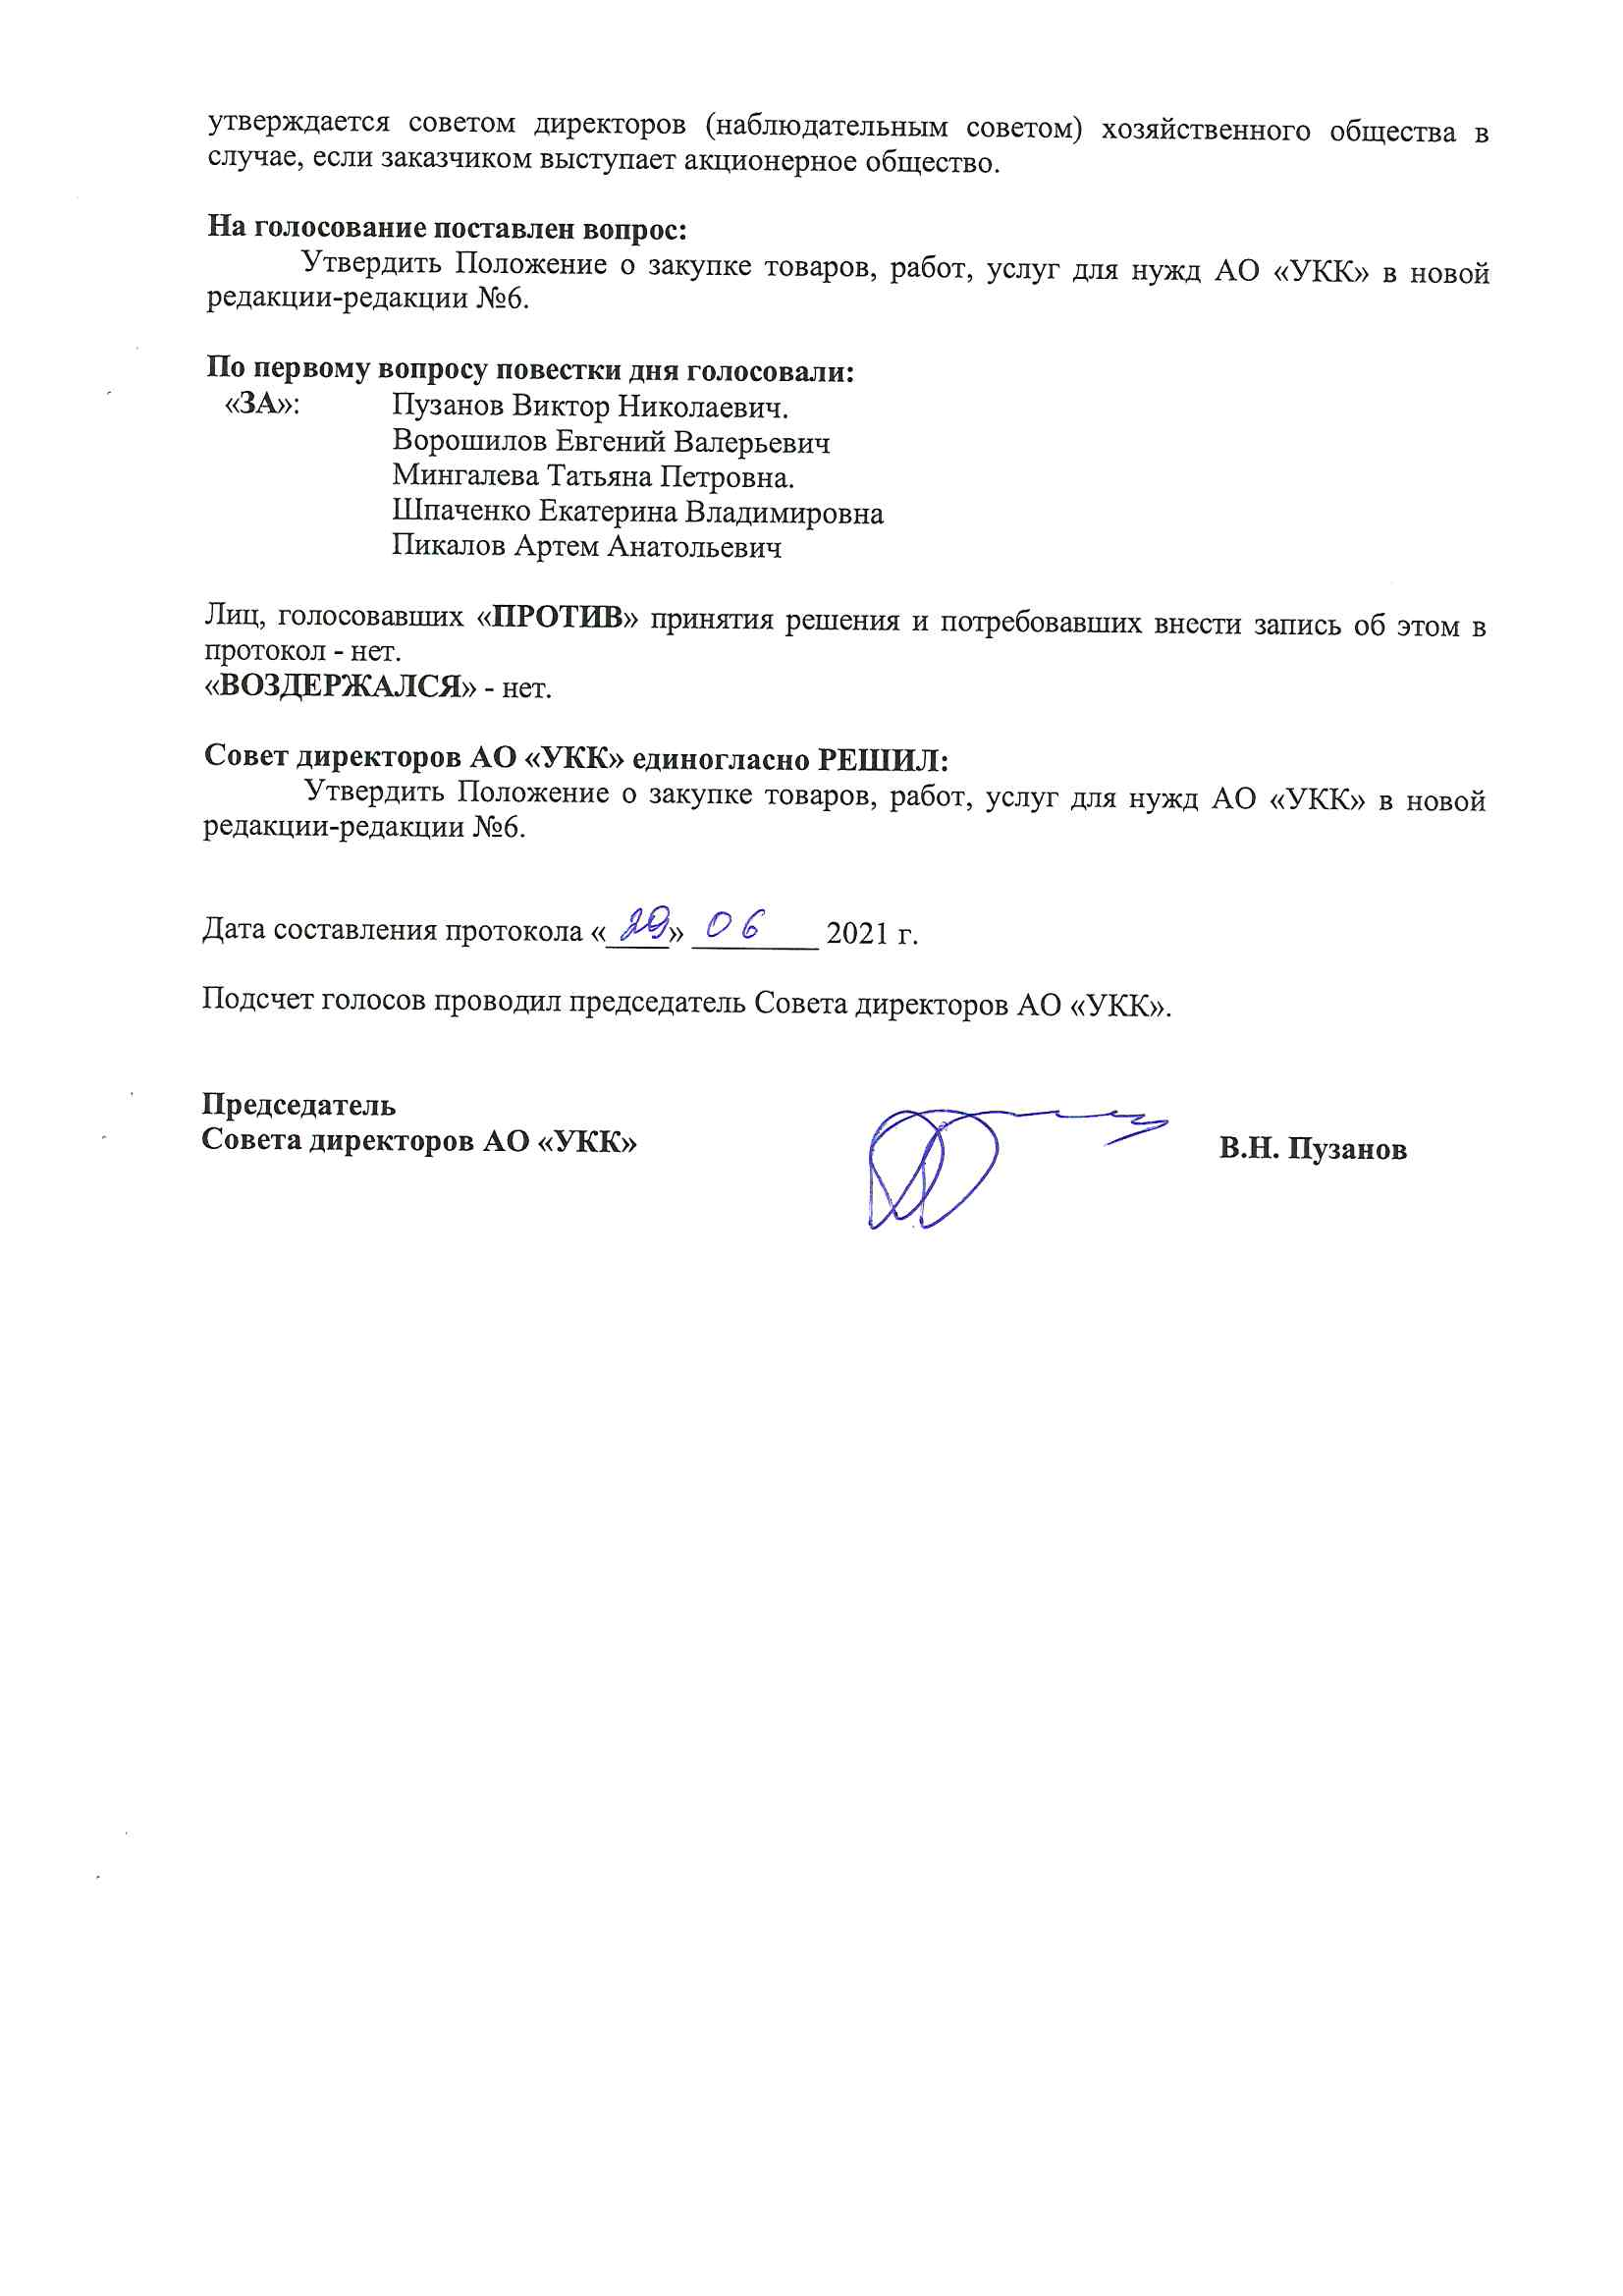 утверждается советом директоров (наблюдательным советом) хозяйственного общества в
случае, если заказчиком выступает акционерное общество.
На голосование поставлен вопрос:
Утвердить Положение о закупке товаров, работ, услуг для нужд АО «УКК» в новой
редакции-редакции №6.
По первому вопросу повестки дня голосовали:
«ЗА»: Пузанов Виктор Николаевич.
Ворошилов Евгений Валерьевич
Мингалева Татьяна Петровна.
Шпаченко Екатерина Владимировна
Пикалов Артем Анатольевич
Лиц, голосовавших «ПРОТИВ» принятия решения и потребовавших внести запись об этом в
протокол - нет.
«ВОЗДЕРЖАЛСЯ» - нет.
Совет директоров АО «УКК» единогласно РЕШИЛ:
Утвердить Положение о закупке товаров, работ, услуг для нужд АО «УКК» в новой
редакции-редакции №6.
Дата составления протокола «29» 06 2021 г.
Подсчет голосов проводил председатель Совета директоров АО «УКК».
Председатель
Совета директоров АО «УКК» В.Н. Пузанов